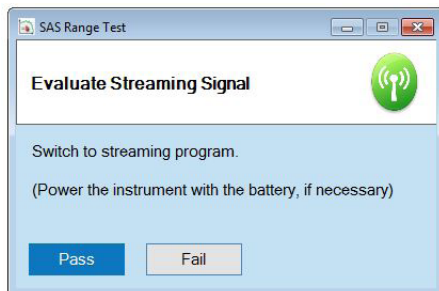 SAS Range Test
Evaluate Streaming Signal
Switch to streaming program.
(Power the instrument with the battery, if necessary)
Pass
Fail